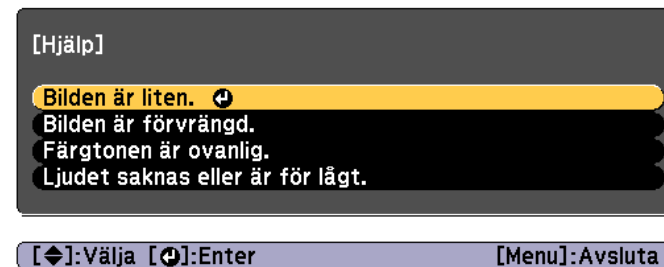 [Hjälp]
Bilden är liten.
Bilden är förvrängd.
Färgtonen är ovanlig.
Ljudet saknas eller är för lågt.
[◆]:Välja [⏎]:Enter [Menu]:Avsluta